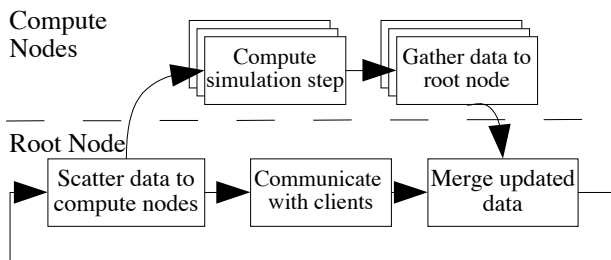 Compute
Nodes
Compute
simulation step
Gather data to
root node
Root Node
Scatter data to
compute nodes
Communicate
with clients
Merge updated
data